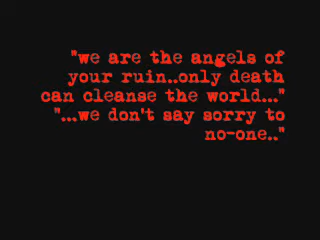 "we are the angels of
your ruin..only death
can cleanse the world..."
"...we don't say sorry to
no-one.."